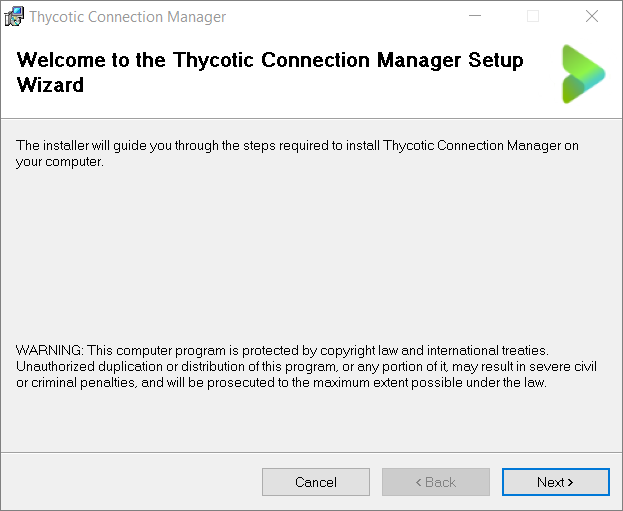 Thycotic Connection Manager
Welcome to the Thycotic Connection Manager Setup
Wizard
The installer will guide you through the steps required to install Thycotic Connection Manager on
your computer.
WARNING: This computer program is protected by copyright law and international treaties.
Unauthorized duplication or distribution of this program, or any portion of it, may result in severe civil
or criminal penalties, and will be prosecuted to the maximum extent possible under the law.
Cancel < Back Next >